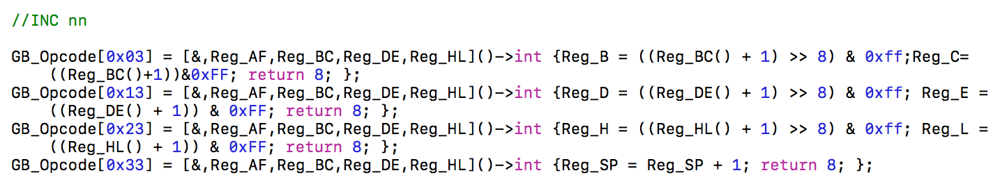 //INC nn
GB_Opcode[0x03] = [&,Reg_AF,Reg_BC,Reg_DE,Reg_HL]()->int {Reg_B = ((Reg_BC() + 1) >> 8) & 0xff;Reg_C=
((Reg_BC()+1))&0xFF; return 8; };
GB_Opcode[0x13] = [&,Reg_AF,Reg_BC,Reg_DE,Reg_HL]()->int {Reg_D = ((Reg_DE() + 1) >> 8) & 0xff; Reg_E =
((Reg_DE() + 1)) & 0xFF; return 8; };
GB_Opcode[0x23] = [&,Reg_AF,Reg_BC,Reg_DE,Reg_HL]()->int {Reg_H = ((Reg_HL() + 1) >> 8) & 0xff; Reg_L =
((Reg_HL() + 1)) & 0xFF; return 8; };
GB_Opcode[0x33] = [&,Reg_AF,Reg_BC,Reg_DE,Reg_HL]()->int {Reg_SP = Reg_SP + 1; return 8; };